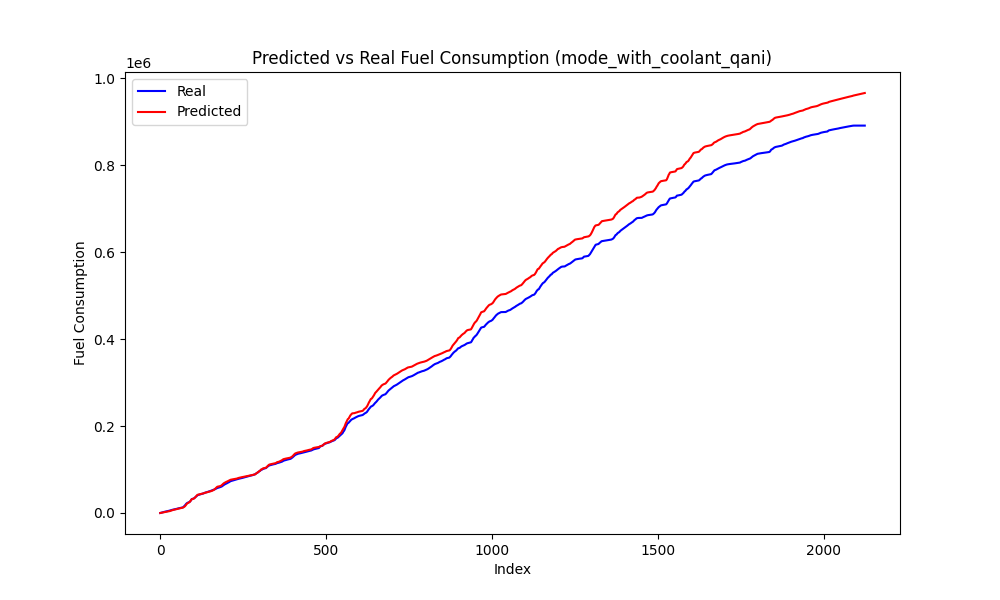 Predicted vs Real Fuel Consumption (mode_with_coolant_qani)
1e6
1.0
0.8
0.6
0.4
0.2
0.0
Fuel Consumption
Real
Predicted
0
500
1000
1500
2000
Index